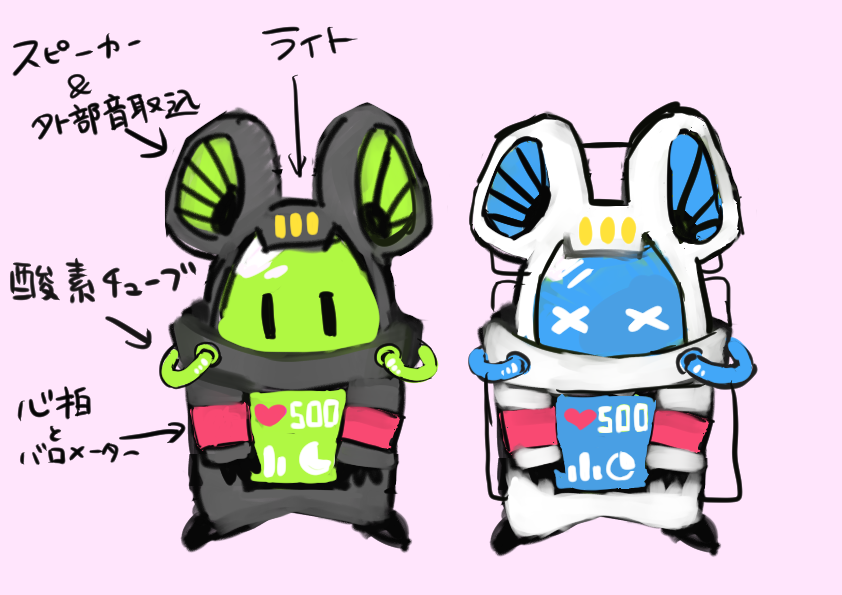 スピーカー
&
外部音取込
ライト
酸素チューブ
心拍
と
バロメーター
500
500